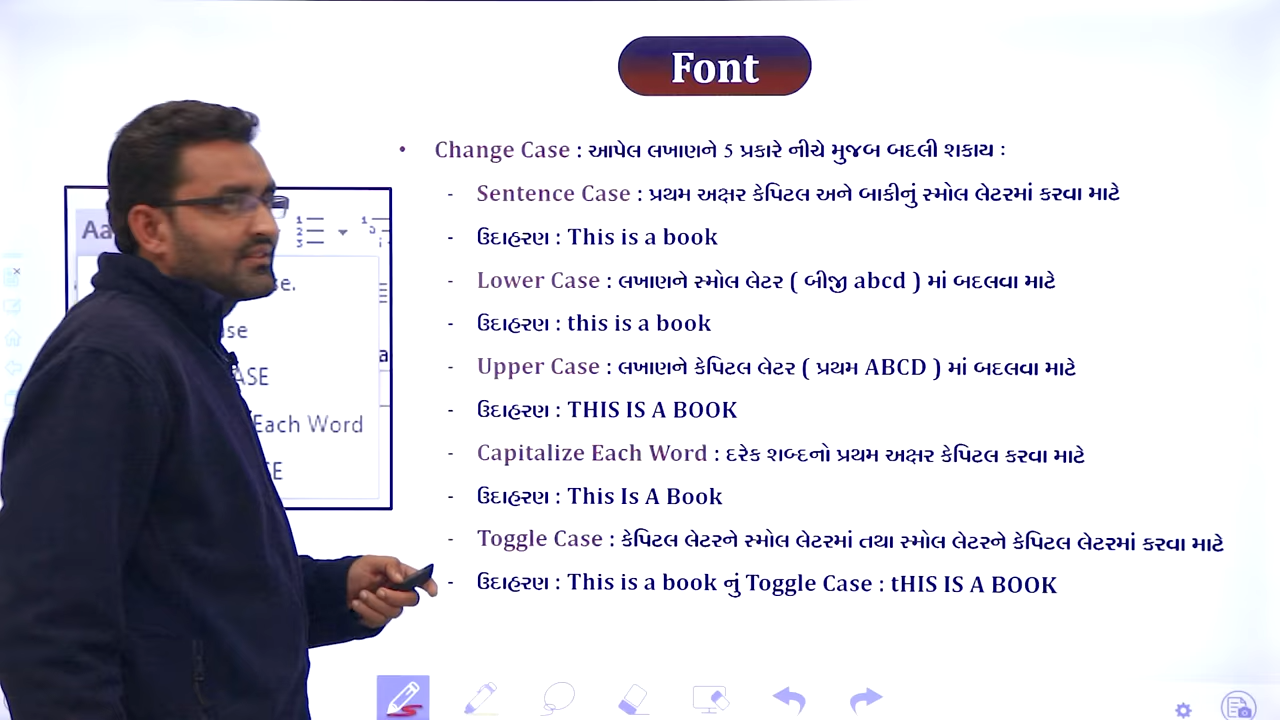 Font
• Change Case : આપેલ લખાણને 5 પ્રકારે નીચે મુજબ બદલી શકાય :
- Sentence Case : પ્રથમ અક્ષર કેપિટલ અને બાકીનું સ્મોલ લેટરમાં કરવા માટે
- ઉદાહરણ : This is a book
- Lower Case : લખાણને સ્મોલ લેટર ( બીજી abcd ) માં બદલવા માટે
- ઉદાહરણ : this is a book
- Upper Case : લખાણને કેપિટલ લેટર ( પ્રથમ ABCD ) માં બદલવા માટે
- ઉદાહરણ : THIS IS A BOOK
- Capitalize Each Word : દરેક શબ્દનો પ્રથમ અક્ષર કેપિટલ કરવા માટે
- ઉદાહરણ : This Is A Book
- Toggle Case : કેપિટલ લેટરને સ્મોલ લેટરમાં તથા સ્મોલ લેટરને કેપિટલ લેટરમાં કરવા માટે
- ઉદાહરણ : This is a book નું Toggle Case : tHIS IS A BOOK
Aa
Each Word